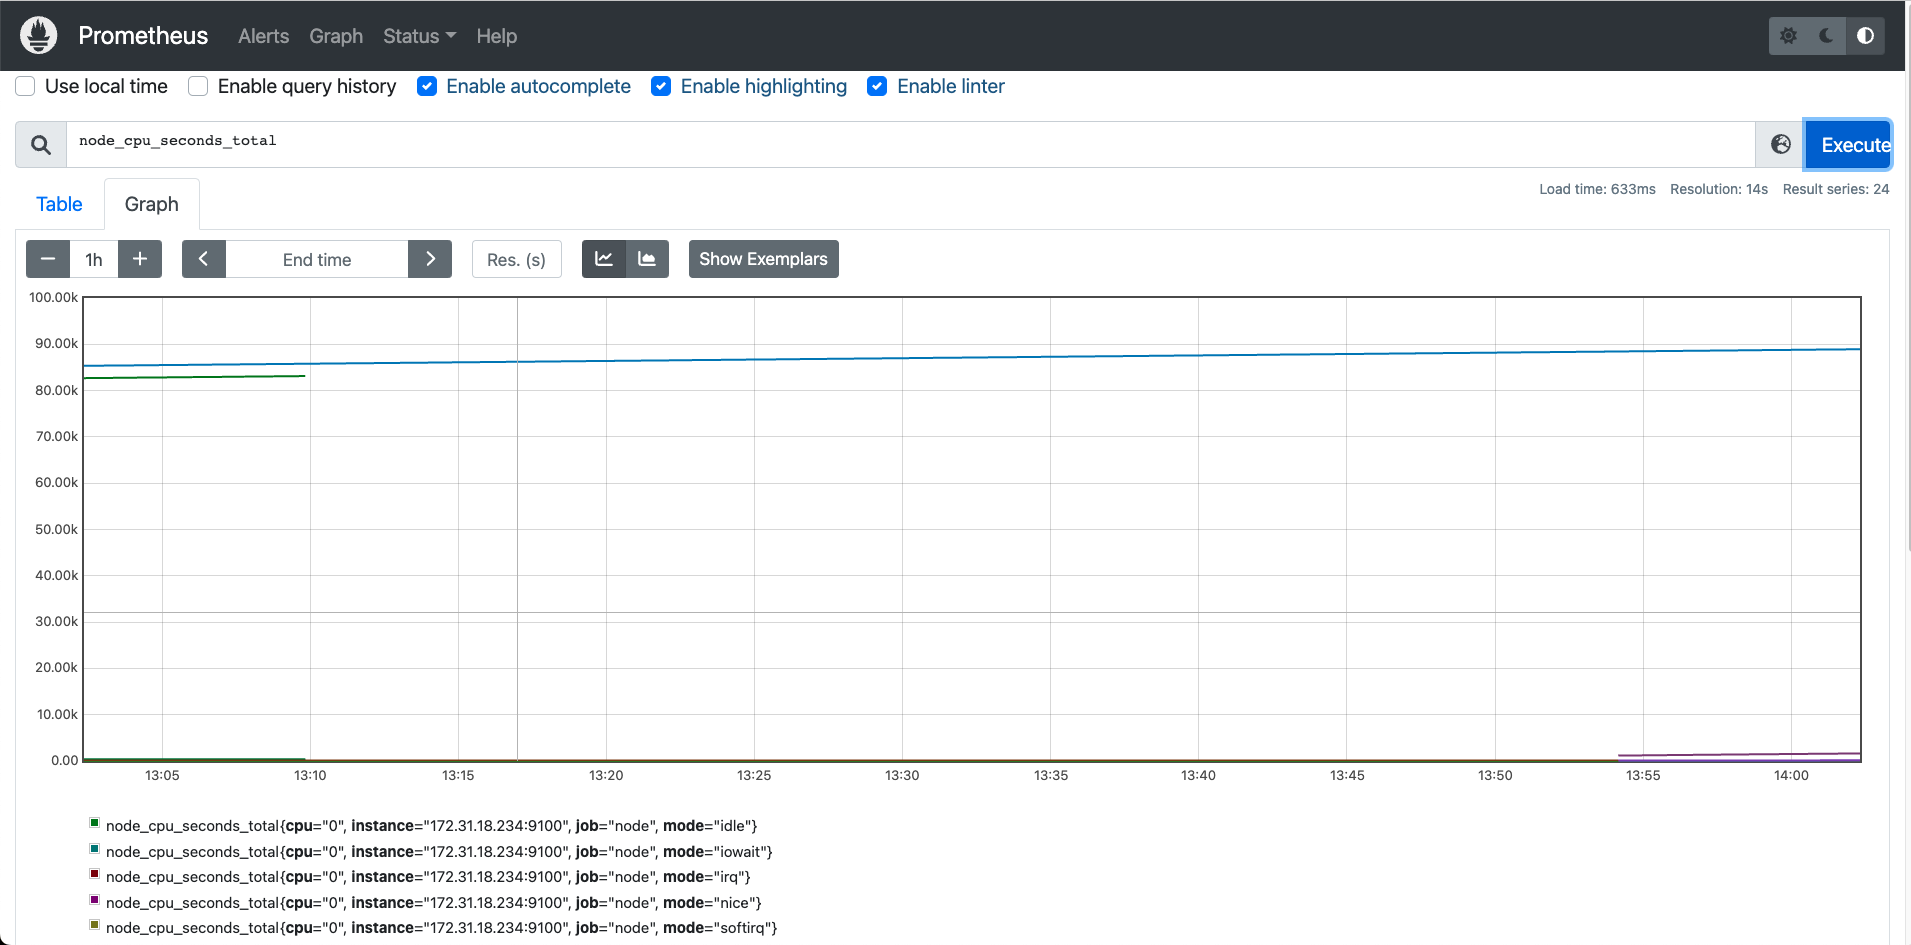 Prometheus Alerts Graph Status Help
Use local time Enable query history Enable autocomplete Enable highlighting Enable linter
node_cpu_seconds_total Execute
Load time: 633ms Resolution: 14s Result series: 24
Table Graph
1h End time Res. (s) Show Exemplars
100.00k
90.00k
80.00k
70.00k
60.00k
50.00k
40.00k
30.00k
20.00k
10.00k
0.00
13:05 13:10 13:15 13:20 13:25 13:30 13:35 13:40 13:45 13:50 13:55 14:00
node_cpu_seconds_total{cpu="0", instance="172.31.18.234:9100", job="node", mode="idle"}
node_cpu_seconds_total{cpu="0", instance="172.31.18.234:9100", job="node", mode="iowait"}
node_cpu_seconds_total{cpu="0", instance="172.31.18.234:9100", job="node", mode="irq"}
node_cpu_seconds_total{cpu="0", instance="172.31.18.234:9100", job="node", mode="nice"}
node_cpu_seconds_total{cpu="0", instance="172.31.18.234:9100", job="node", mode="softirq"}